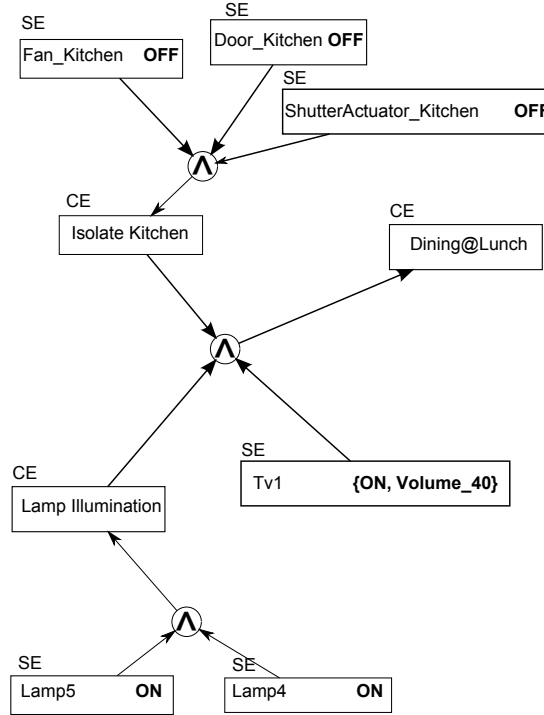 SE
Fan_Kitchen OFF
SE
Door_Kitchen OFF
SE
ShutterActuator_Kitchen OFF
Λ
CE
Isolate Kitchen
CE
Dining@Lunch
Λ
SE
Tv1 {ON, Volume_40}
CE
Lamp Illumination
Λ
SE
Lamp5 ON
SE
Lamp4 ON